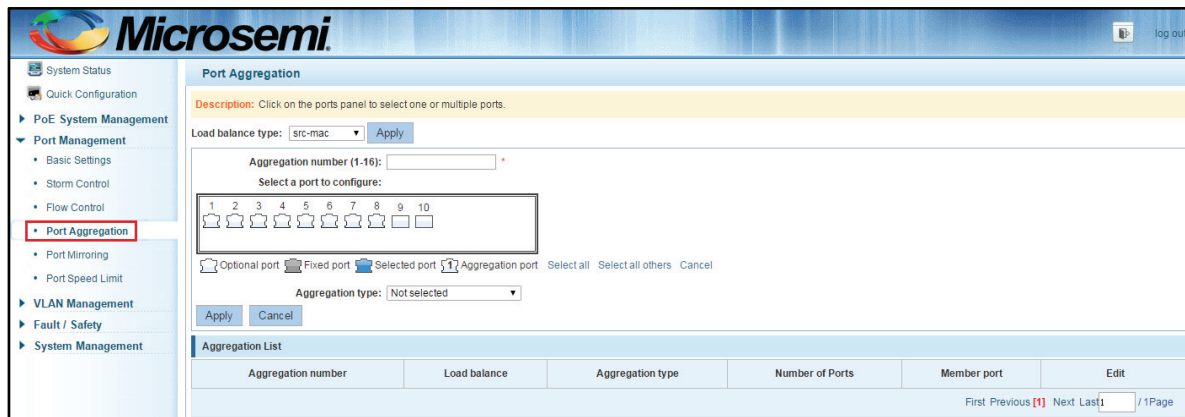 Microsemi
log out
System Status
Quick Configuration
PoE System Management
Port Management
• Basic Settings
• Storm Control
• Flow Control
• Port Aggregation
• Port Mirroring
• Port Speed Limit
VLAN Management
Fault / Safety
System Management
Port Aggregation
Description: Click on the ports panel to select one or multiple ports.
Load balance type: src-mac Apply
Aggregation number (1-16): *
Select a port to configure:
1 2 3 4 5 6 7 8 9 10
Optional port Fixed port Selected port 1 Aggregation port Select all Select all others Cancel
Aggregation type: Not selected
Apply Cancel
Aggregation List
Aggregation number Load balance Aggregation type Number of Ports Member port Edit
First Previous [1] Next Last 1 / 1Page